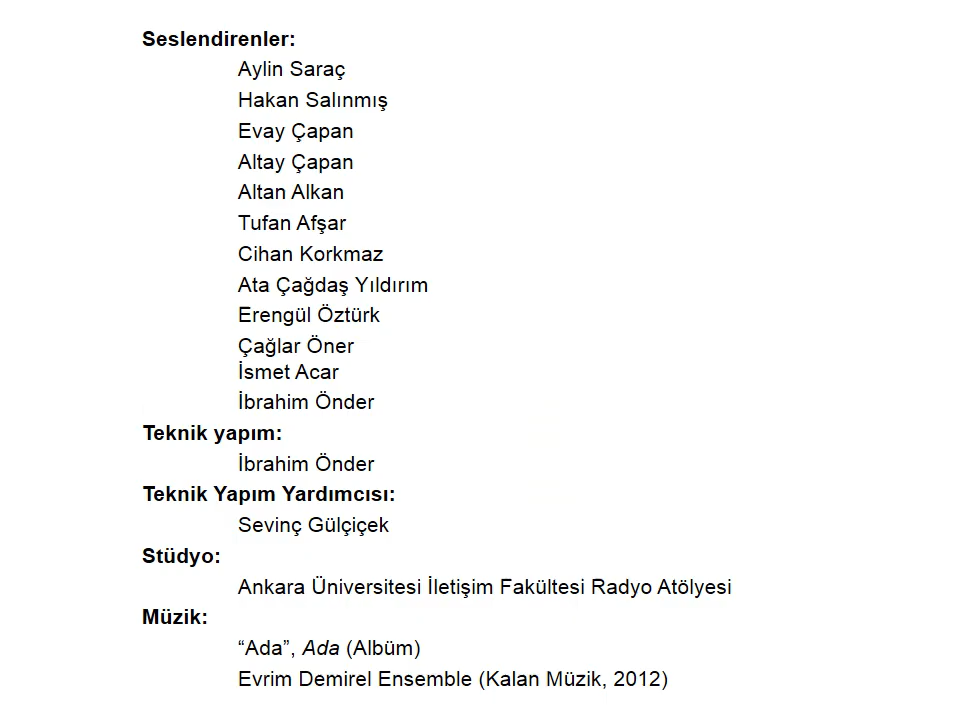 Seslendirenler:
Aylin Saraç
Hakan Salınmış
Evay Çapan
Altay Çapan
Altan Alkan
Tufan Afşar
Cihan Korkmaz
Ata Çağdaş Yıldırım
Erengül Öztürk
Çağlar Öner
İsmet Acar
İbrahim Önder
Teknik yapım:
İbrahim Önder
Teknik Yapım Yardımcısı:
Sevinç Gülçiçek
Stüdyo:
Ankara Üniversitesi İletişim Fakültesi Radyo Atölyesi
Müzik:
“Ada”, Ada (Albüm)
Evrim Demirel Ensemble (Kalan Müzik, 2012)